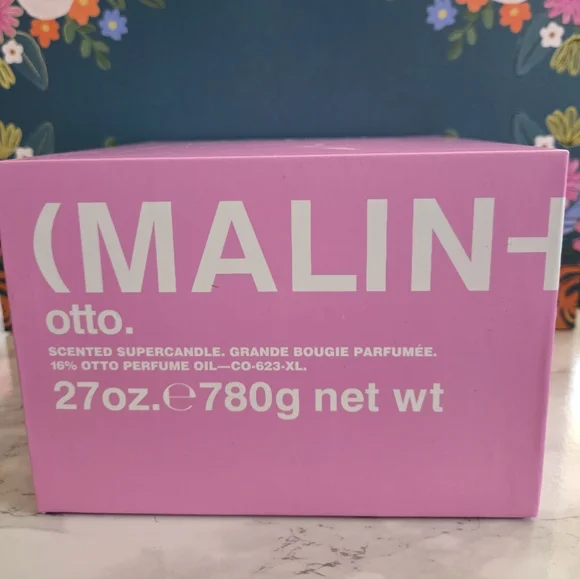 (MALIN+
otto.
SCENTED SUPERCANDLE. GRANDE BOUGIE PARFUMÉE.
16% OTTO PERFUME OIL—CO-623-XL.
27oz.℮780g net wt